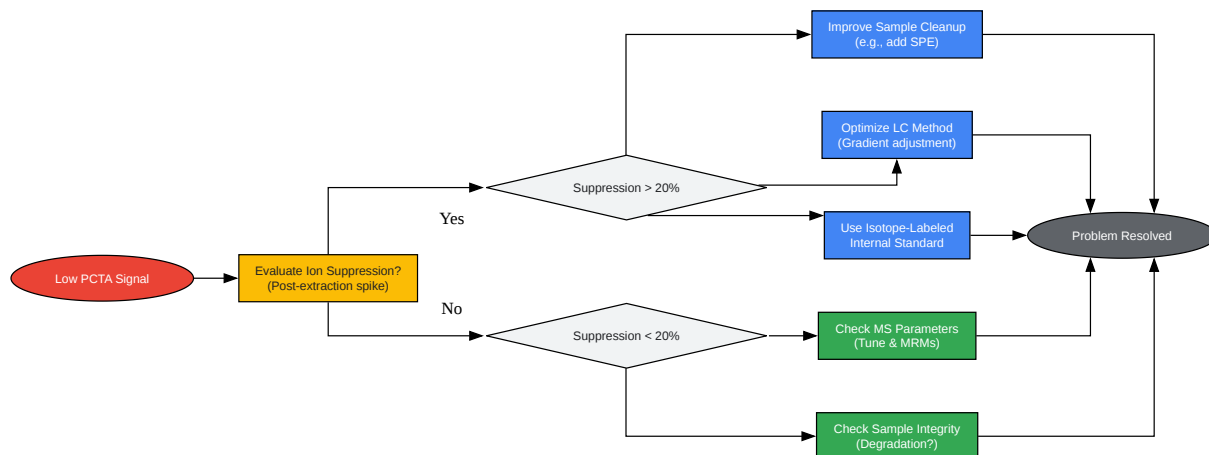 Improve Sample Cleanup
(e.g., add SPE)
Optimize LC Method
(Gradient adjustment)
Suppression > 20%
Yes
Use Isotope-Labeled
Internal Standard
Problem Resolved
Low PCTA Signal
Evaluate Ion Suppression?
(Post-extraction spike)
No
Suppression < 20%
Check MS Parameters
(Tune & MRMs)
Check Sample Integrity
(Degradation?)